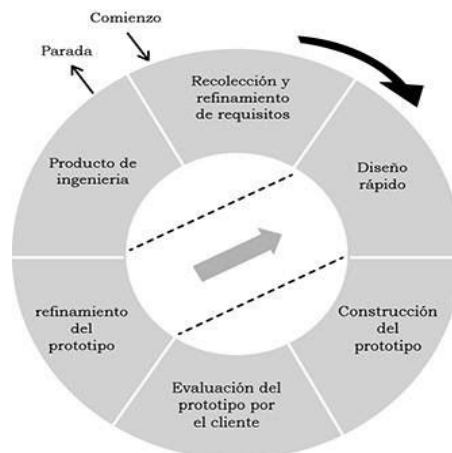 Comienzo
Parada
Recolección y
refinamiento
de requisitos
Diseño
rápido
Construcción
del
prototipo
Evaluación del
prototipo por
el cliente
refinamiento
del
prototipo
Producto de
ingenieria